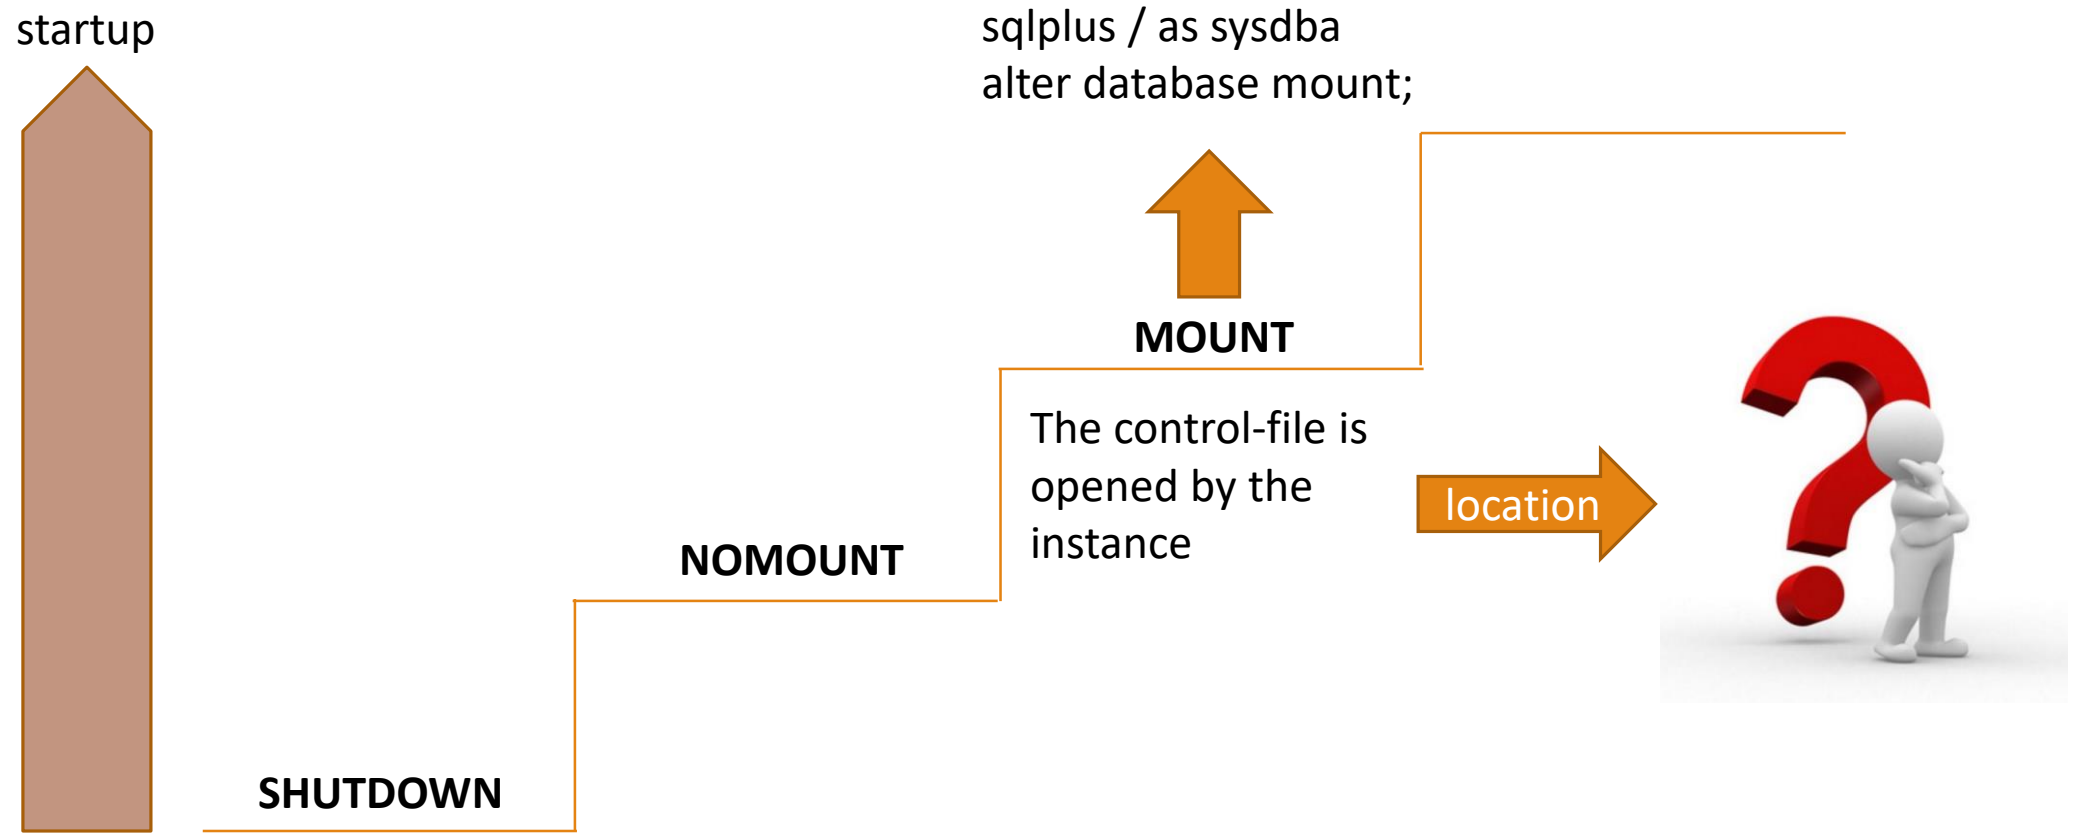 startup
sqlplus / as sysdba
alter database mount;
MOUNT
The control-file is
opened by the
instance
location
NOMOUNT
SHUTDOWN